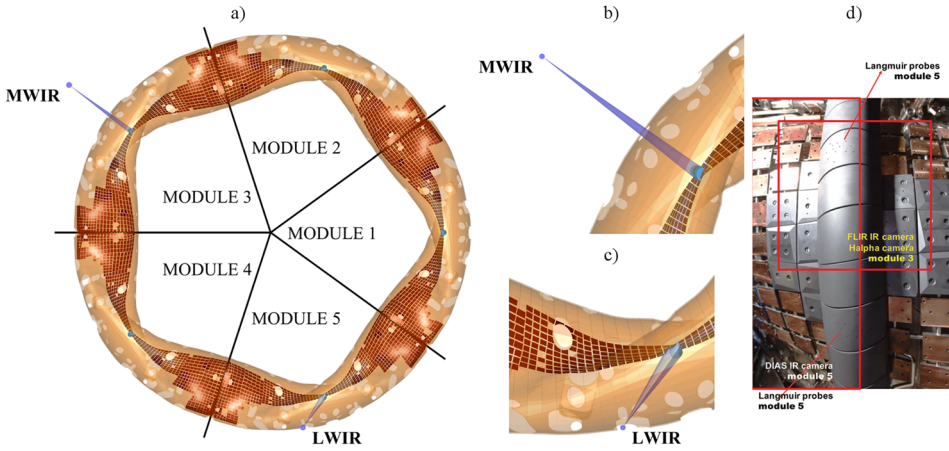 a)
MWIR
MODULE 2
MODULE 3
MODULE 1
MODULE 4
MODULE 5
LWIR
b)
MWIR
c)
LWIR
d)
Langmuir probes
module 5
FLIR IR camera
Halpha camera
module 3
DIAS IR camera
module 5
Langmuir probes
module 5